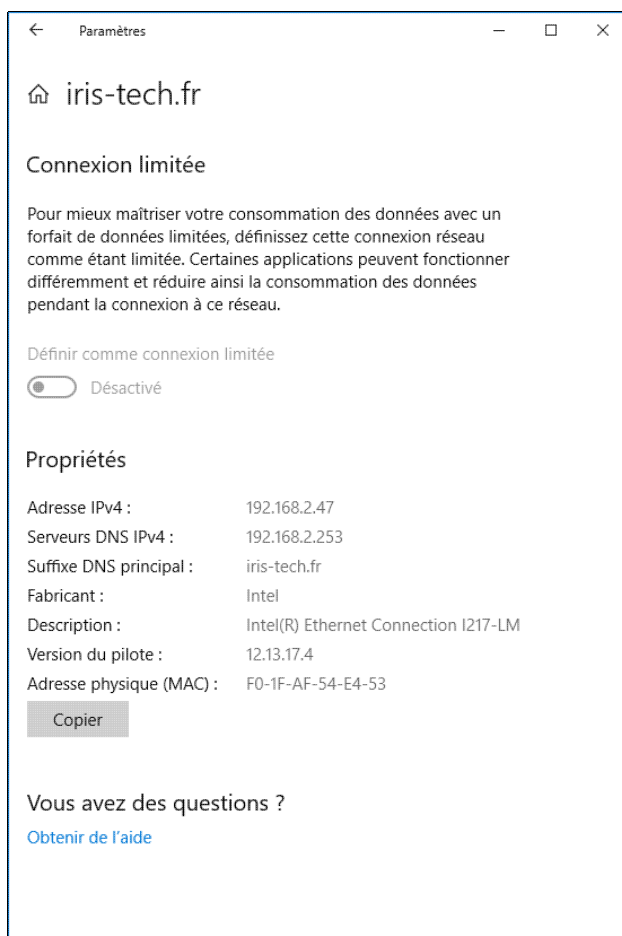 Paramètres
iris-tech.fr
Connexion limitée
Pour mieux maîtriser votre consommation des données avec un
forfait de données limitées, définissez cette connexion réseau
comme étant limitée. Certaines applications peuvent fonctionner
différemment et réduire ainsi la consommation des données
pendant la connexion à ce réseau.
Définir comme connexion limitée
Désactivé
Propriétés
Adresse IPv4 : 192.168.2.47
Serveurs DNS IPv4 : 192.168.2.253
Suffixe DNS principal : iris-tech.fr
Fabricant : Intel
Description : Intel(R) Ethernet Connection I217-LM
Version du pilote : 12.13.17.4
Adresse physique (MAC) : F0-1F-AF-54-E4-53
Copier
Vous avez des questions ?
Obtenir de l'aide